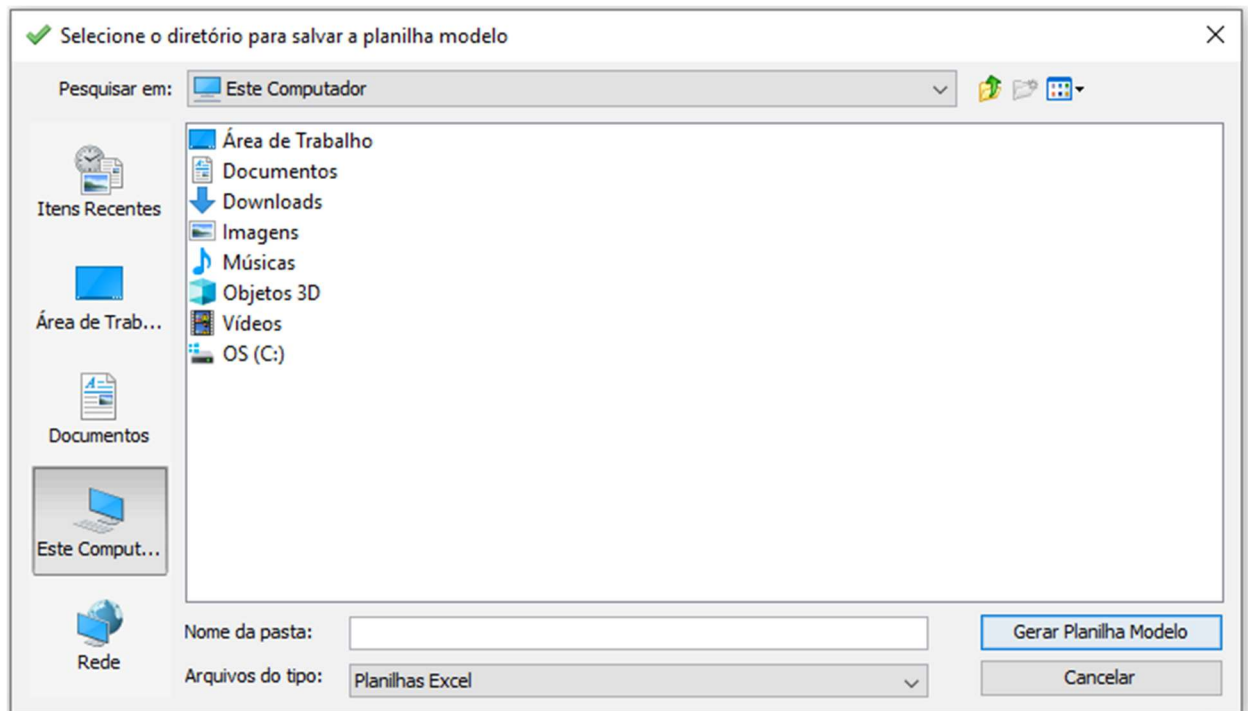 Selecione o diretório para salvar a planilha modelo
Pesquisar em:
Este Computador
Itens Recentes
Área de Trab...
Documentos
Este Comput...
Rede
Área de Trabalho
Documentos
Downloads
Imagens
Músicas
Objetos 3D
Vídeos
OS (C:)
Nome da pasta:
Gerar Planilha Modelo
Arquivos do tipo:
Planilhas Excel
Cancelar